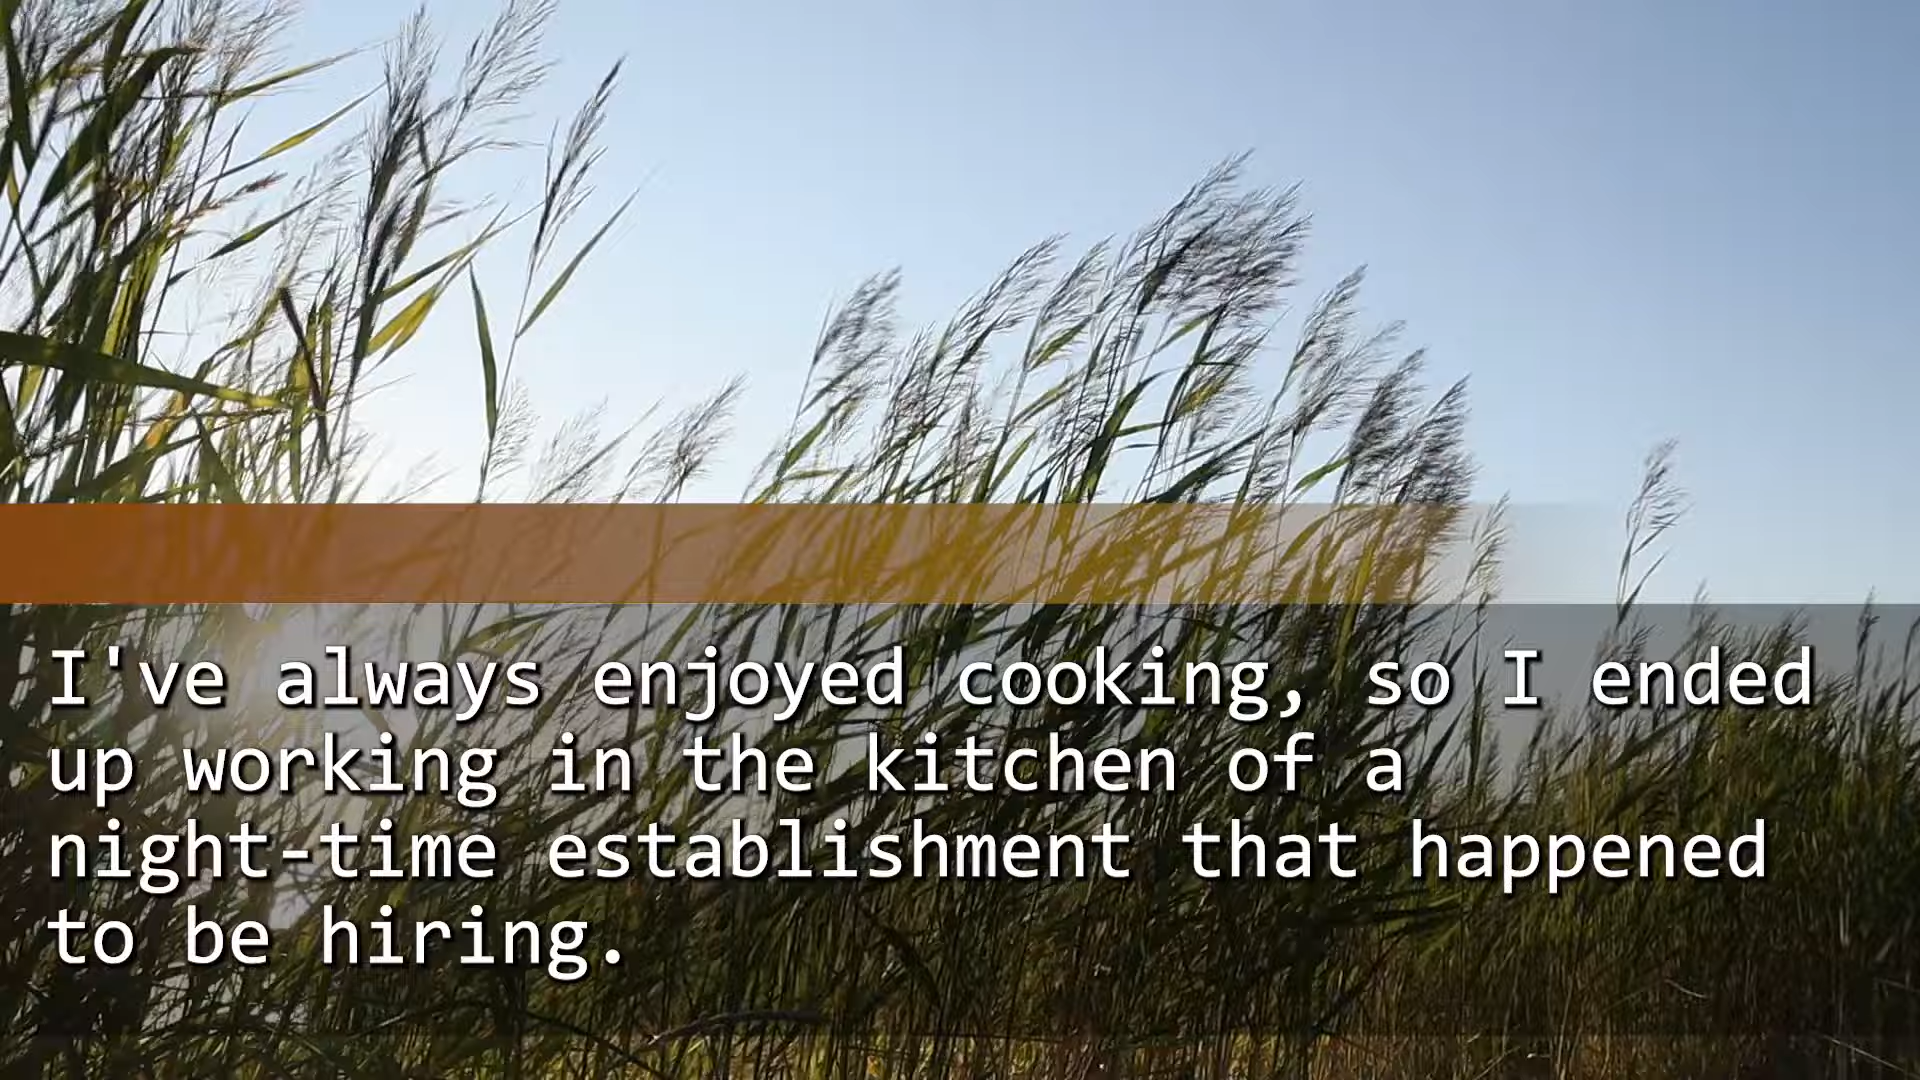 I've always enjoyed cooking, so I ended
up working in the kitchen of a
night-time establishment that happened
to be hiring.